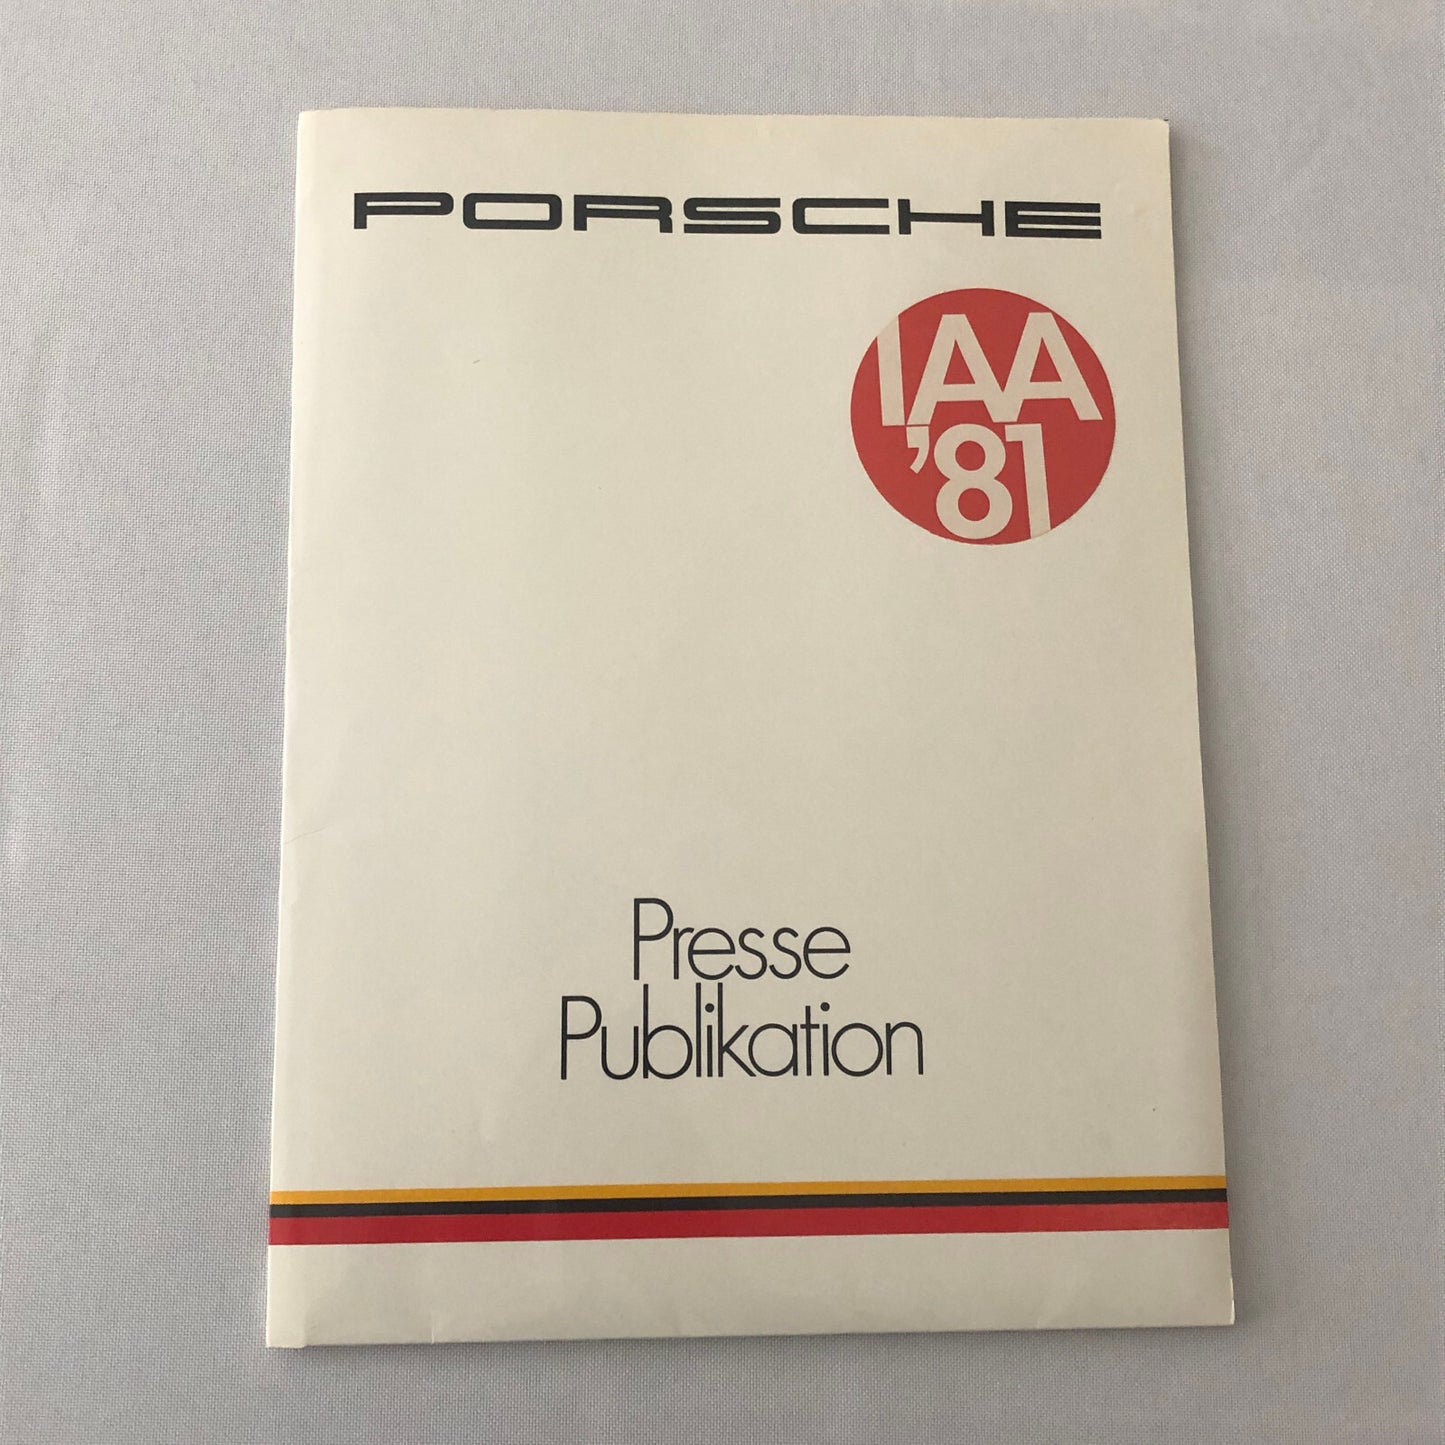 PORSCHE
IAA
'81
Presse
Publikation